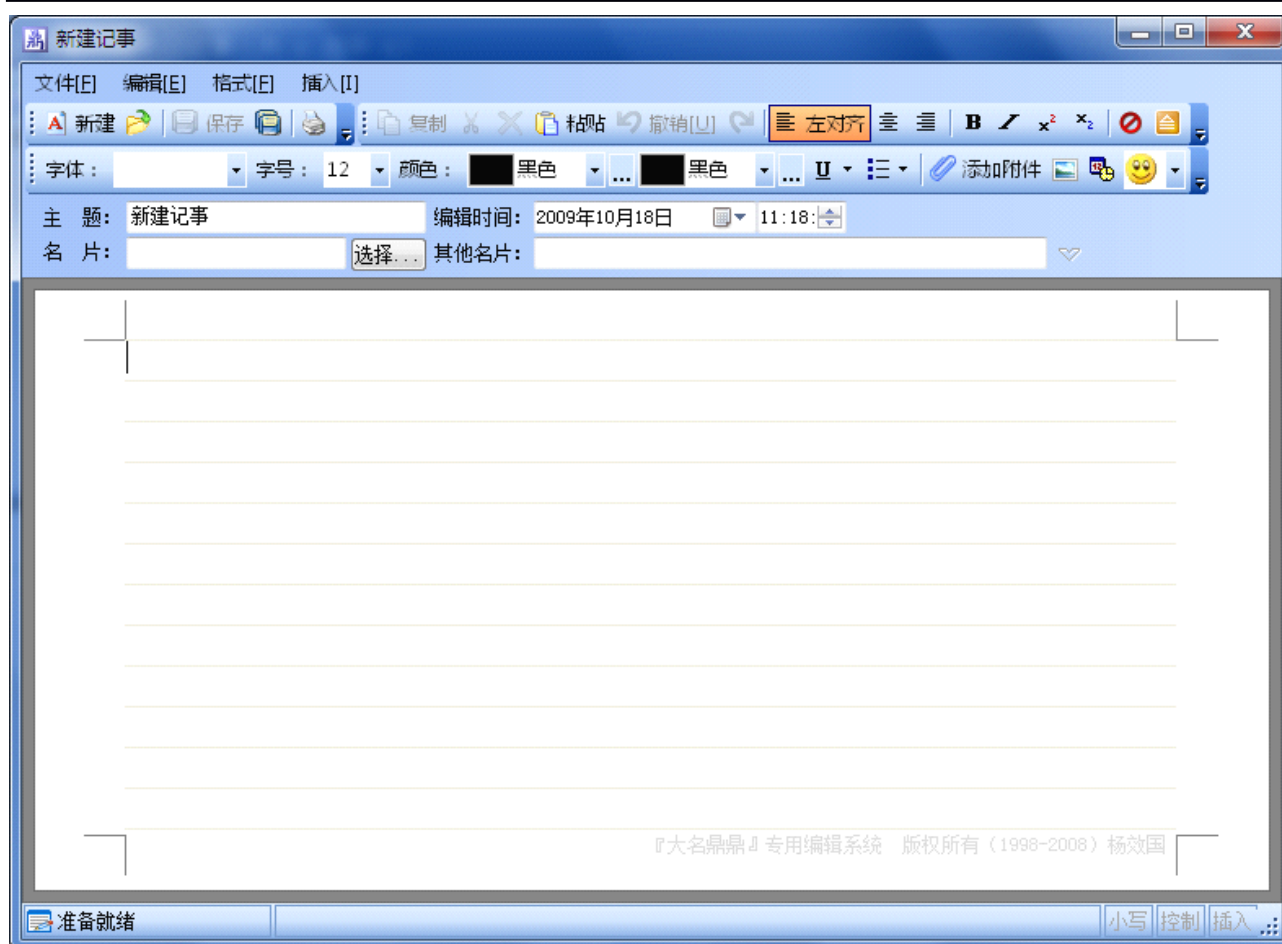 新建记事
文件[F] 编辑[E] 格式[F] 插入[I]
新建 保存 复制 粘贴 撤销[U] 左对齐 B I x² x₂
字体： 字号： 12 颜色： 黑色 ... 黑色 ... U 添加附件
主 题： 新建记事 编辑时间： 2009年10月18日 11:18:
名 片： 选择... 其他名片：
『大名鼎鼎』专用编辑系统 版权所有（1998-2008）杨效国
准备就绪 小写 控制 插入